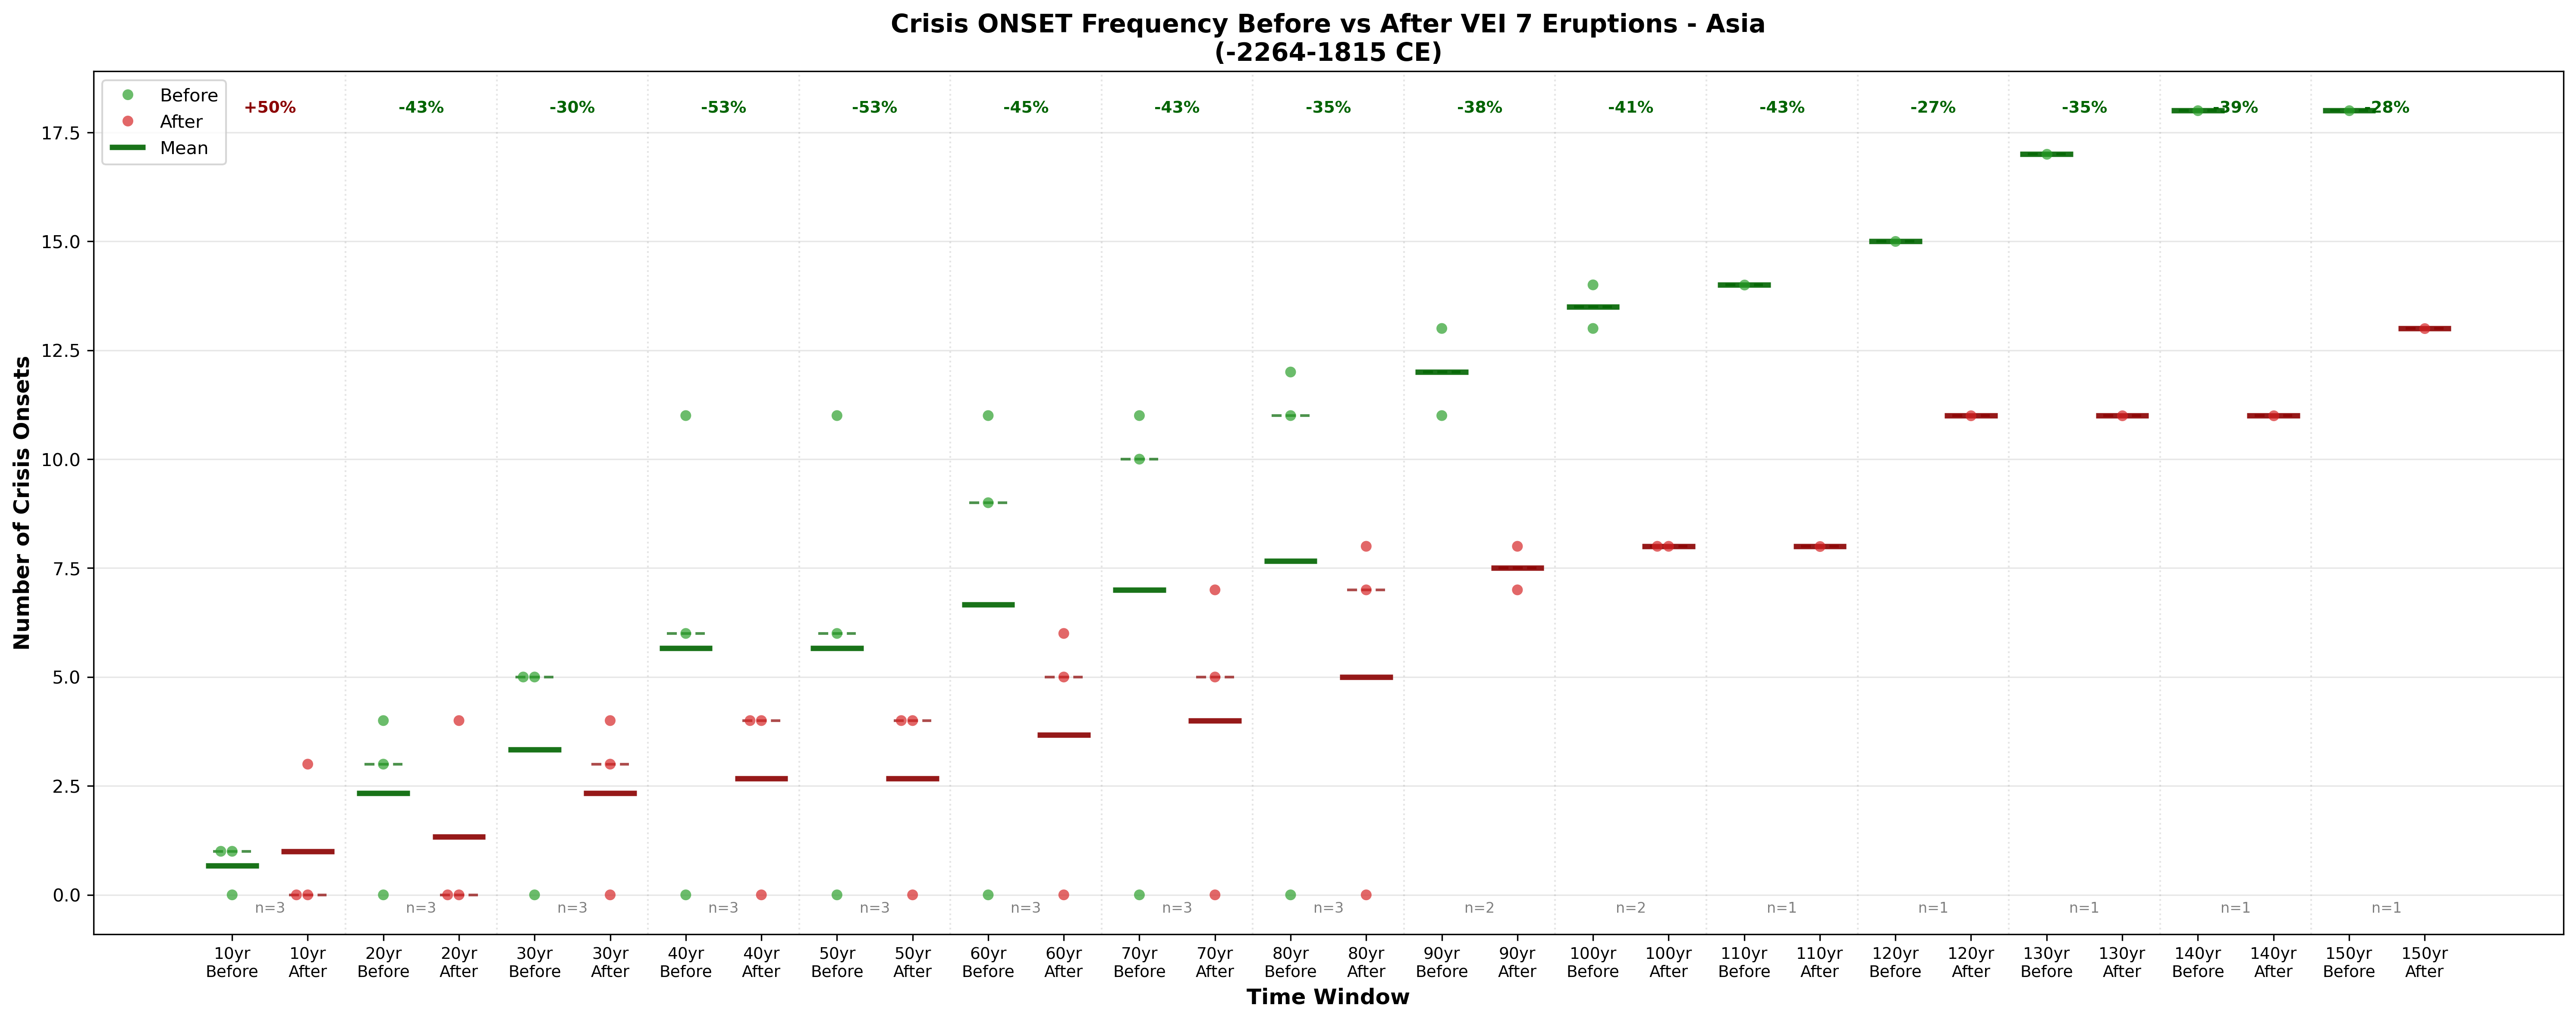 Crisis ONSET Frequency Before vs After VEI 7 Eruptions - Asia
(-2264-1815 CE)
Before
After
Mean
+50%
-43%
-30%
-53%
-53%
-45%
-43%
-35%
-38%
-41%
-43%
-27%
-35%
-39%
-28%
Number of Crisis Onsets
17.5
15.0
12.5
10.0
7.5
5.0
2.5
0.0
n=3
n=3
n=3
n=3
n=3
n=3
n=3
n=3
n=2
n=2
n=1
n=1
n=1
n=1
n=1
10yr
Before
10yr
After
20yr
Before
20yr
After
30yr
Before
30yr
After
40yr
Before
40yr
After
50yr
Before
50yr
After
60yr
Before
60yr
After
70yr
Before
70yr
After
80yr
Before
80yr
After
90yr
Before
90yr
After
100yr
Before
100yr
After
110yr
Before
110yr
After
120yr
Before
120yr
After
130yr
Before
130yr
After
140yr
Before
140yr
After
150yr
Before
150yr
After
Time Window